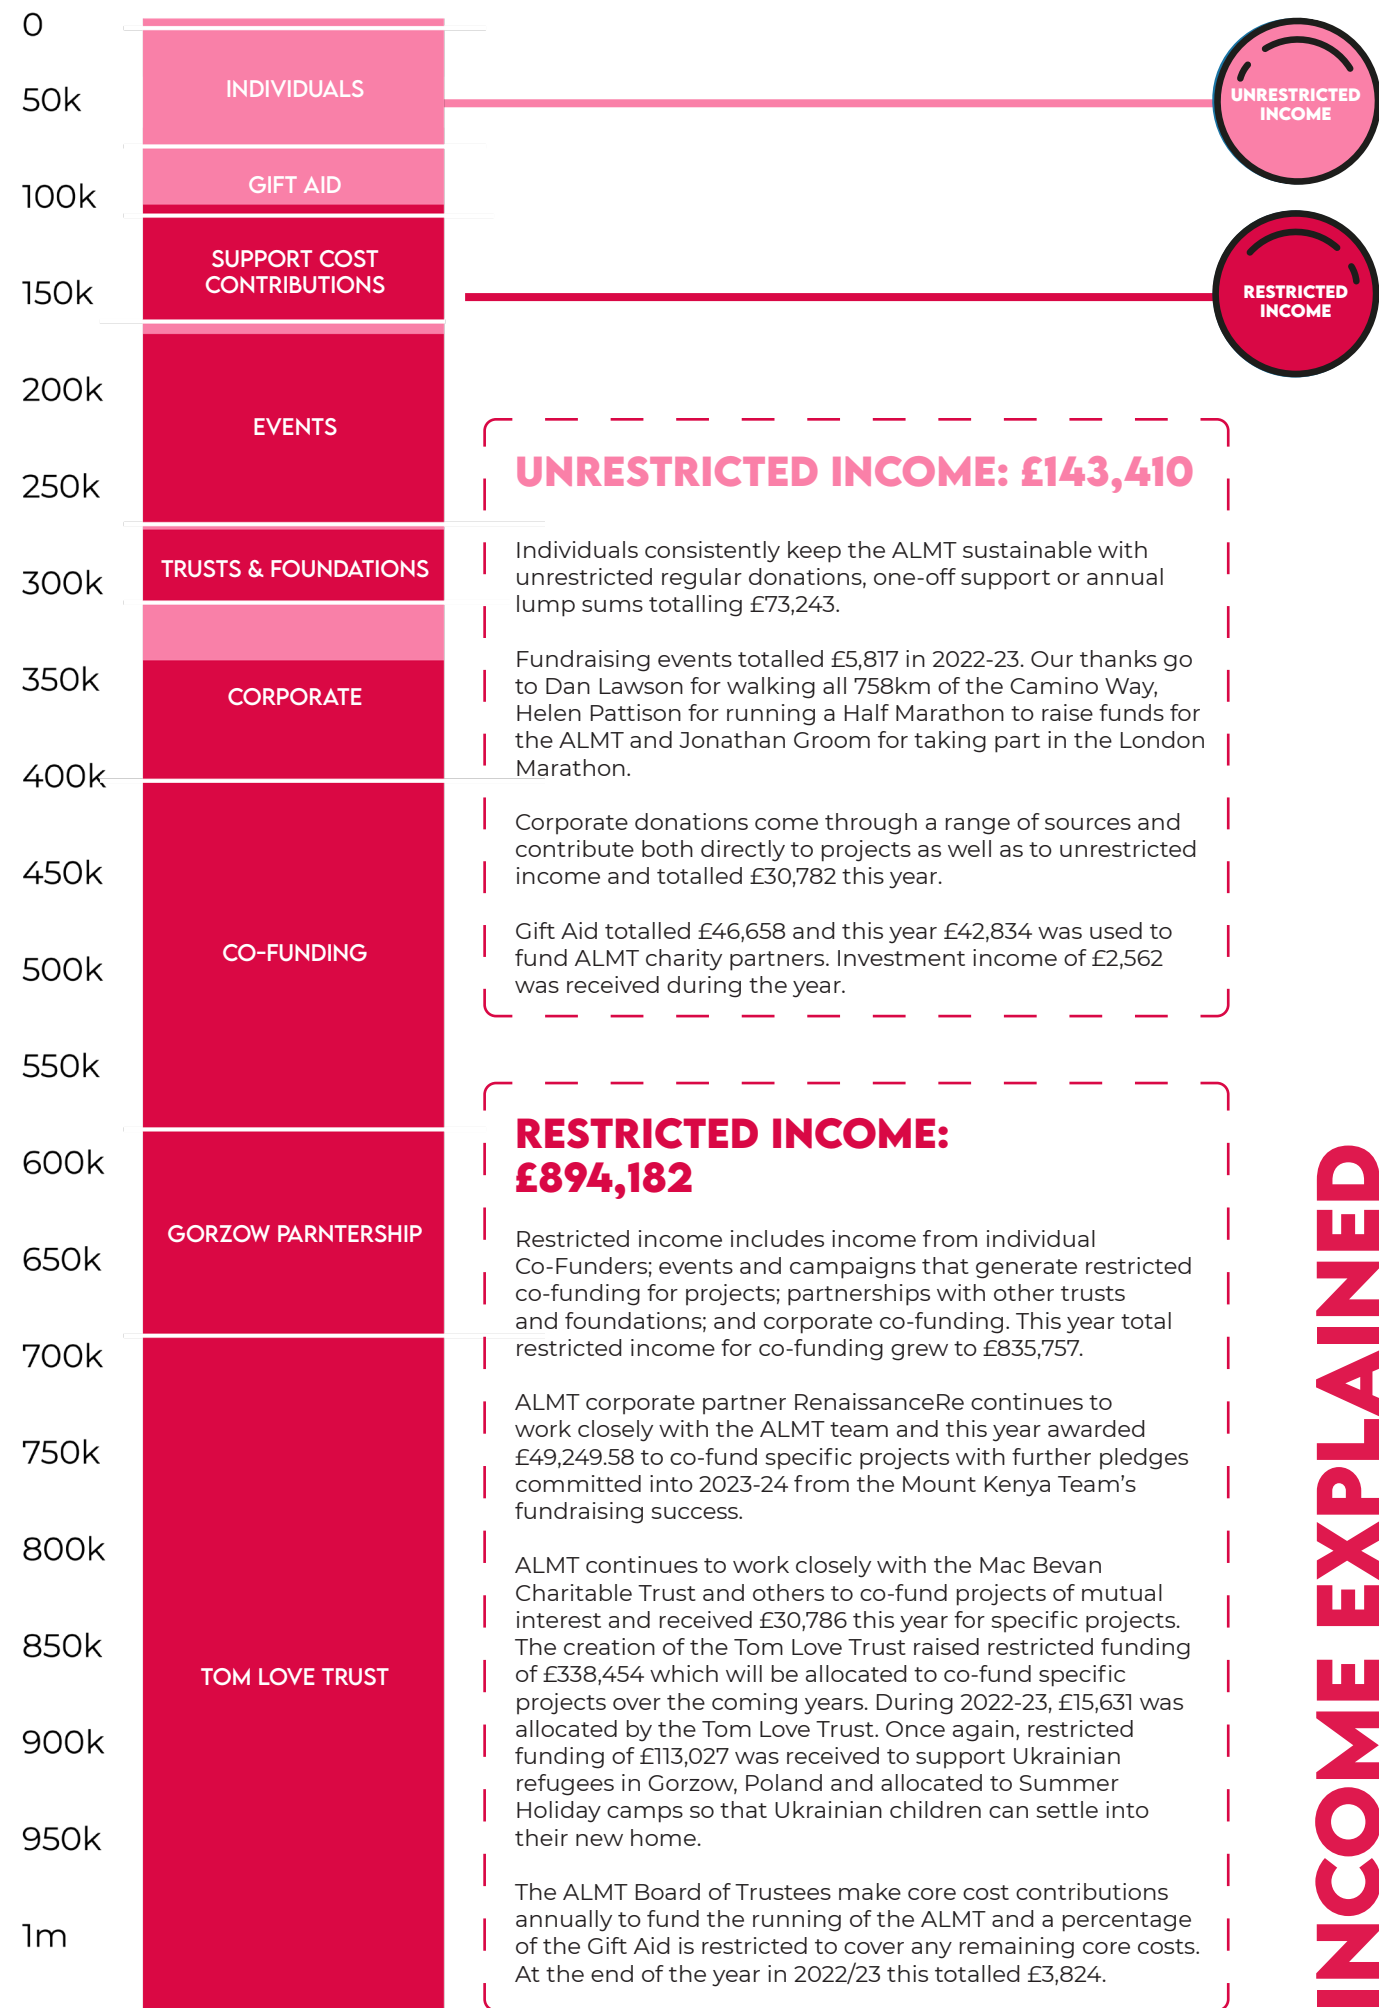 0
50k
100k
150k
200k
250k
300k
350k
400k
450k
500k
550k
600k
650k
700k
750k
800k
850k
900k
950k
1m
INDIVIDUALS
GIFT AID
SUPPORT COST
CONTRIBUTIONS
EVENTS
TRUSTS & FOUNDATIONS
CORPORATE
CO-FUNDING
GORZOW PARNTERSHIP
TOM LOVE TRUST
UNRESTRICTED
INCOME
RESTRICTED
INCOME
UNRESTRICTED INCOME: £143,410
Individuals consistently keep the ALMT sustainable with
unrestricted regular donations, one-off support or annual
lump sums totalling £73,243.
Fundraising events totalled £5,817 in 2022-23. Our thanks go
to Dan Lawson for walking all 758km of the Camino Way,
Helen Pattison for running a Half Marathon to raise funds for
the ALMT and Jonathan Groom for taking part in the London
Marathon.
Corporate donations come through a range of sources and
contribute both directly to projects as well as to unrestricted
income and totalled £30,782 this year.
Gift Aid totalled £46,658 and this year £42,834 was used to
fund ALMT charity partners. Investment income of £2,562
was received during the year.
RESTRICTED INCOME:
£894,182
Restricted income includes income from individual
Co-Funders; events and campaigns that generate restricted
co-funding for projects; partnerships with other trusts
and foundations; and corporate co-funding. This year total
restricted income for co-funding grew to £835,757.
ALMT corporate partner RenaissanceRe continues to
work closely with the ALMT team and this year awarded
£49,249.58 to co-fund specific projects with further pledges
committed into 2023-24 from the Mount Kenya Team's
fundraising success.
ALMT continues to work closely with the Mac Bevan
Charitable Trust and others to co-fund projects of mutual
interest and received £30,786 this year for specific projects.
The creation of the Tom Love Trust raised restricted funding
of £338,454 which will be allocated to co-fund specific
projects over the coming years. During 2022-23, £15,631 was
allocated by the Tom Love Trust. Once again, restricted
funding of £113,027 was received to support Ukrainian
refugees in Gorzow, Poland and allocated to Summer
Holiday camps so that Ukrainian children can settle into
their new home.
The ALMT Board of Trustees make core cost contributions
annually to fund the running of the ALMT and a percentage
of the Gift Aid is restricted to cover any remaining core costs.
At the end of the year in 2022/23 this totalled £3,824.
INCOME EXPLAINED